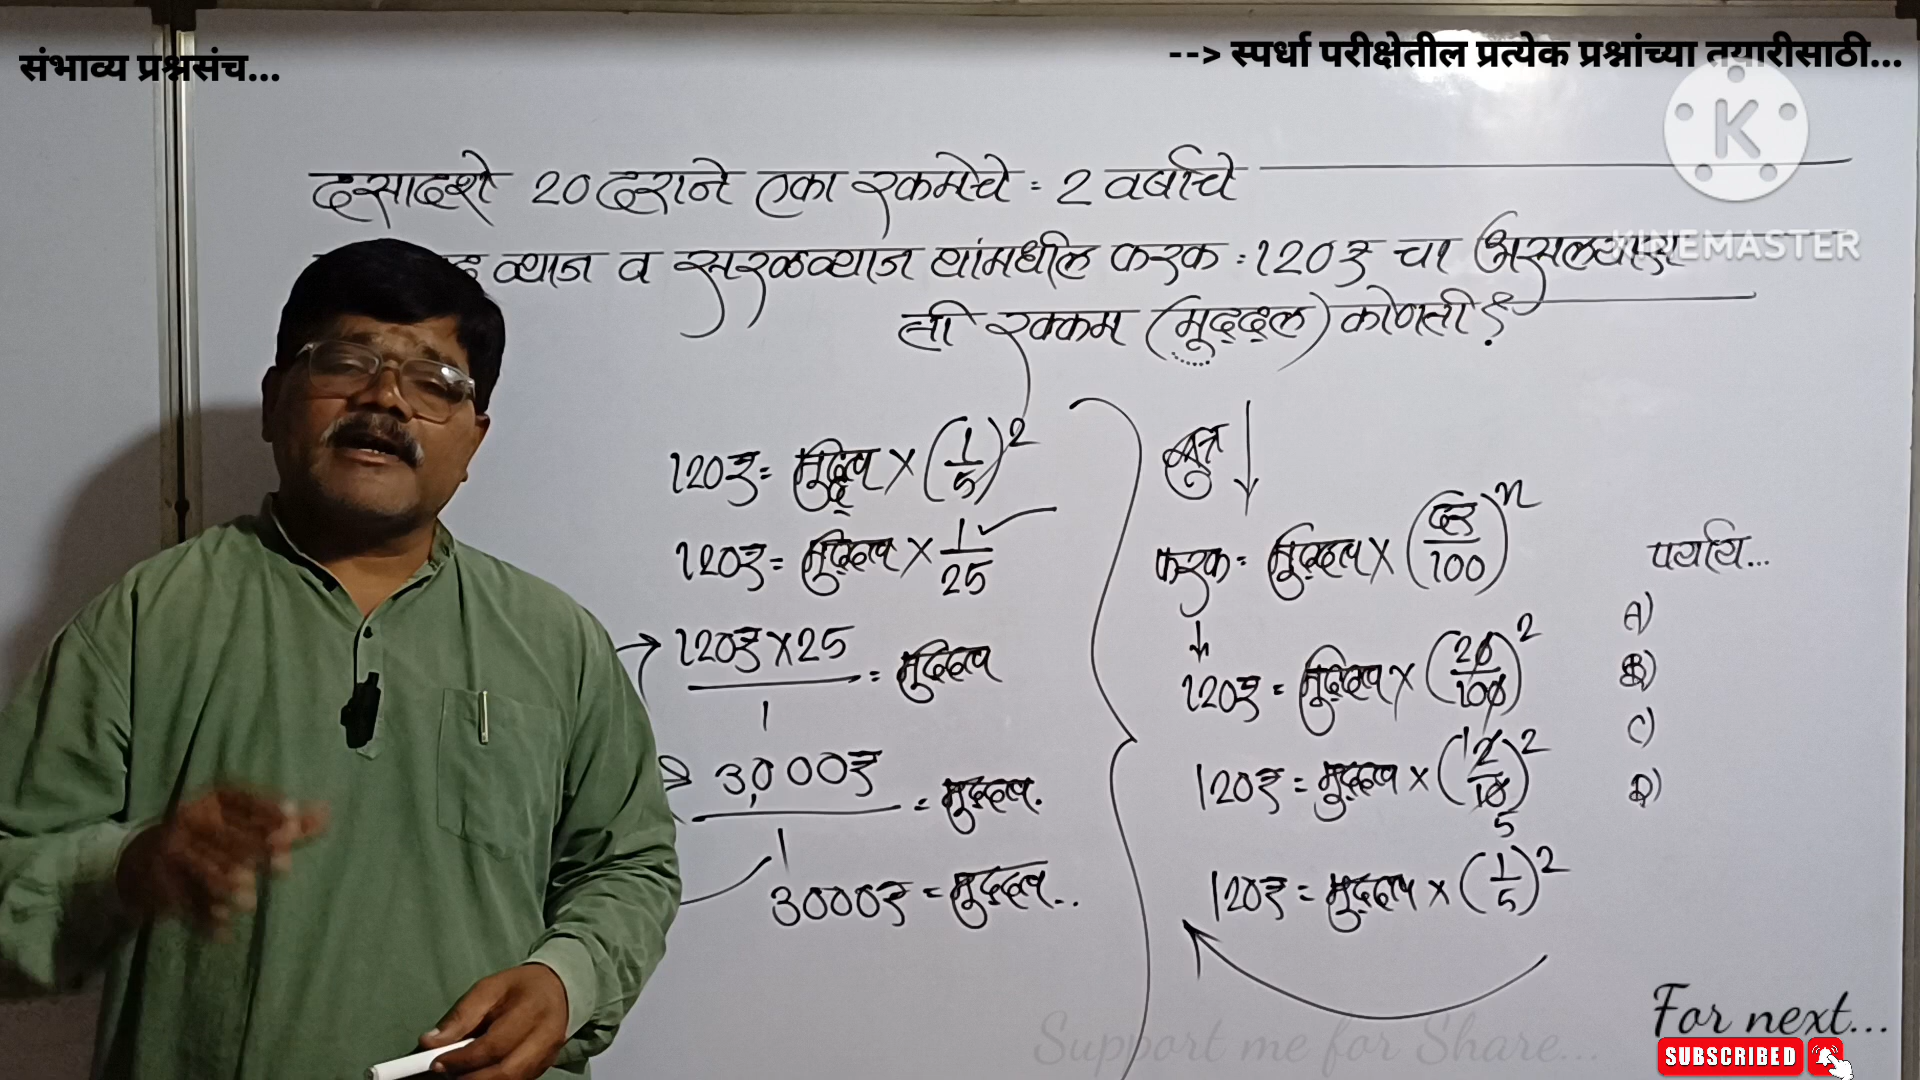 संभाव्य प्रश्नसंच...
--> स्पर्धा परीक्षेतील प्रत्येक प्रश्नांच्या तयारीसाठी...
K
KINEMASTER
दसादशे 20 दराने एका रकमेचे = 2 वर्षाचे
व्याज व सरळव्याज यांमधील फरक = 120₹ चा असल्यास
ती रक्कम (मुद्दल) कोणती?
120₹ = मुद्दल × (1/5)2
120₹ = मुद्दल × 1/25
120₹×25/1 = मुद्दल
3,000₹/1 = मुद्दल.
3000₹ = मुद्दल..
सुत्र
फरक = मुद्दल × (दर/100)n
120₹ = मुद्दल × (20/100)2
120₹ = मुद्दल × (12/105)2
120₹ = मुद्दल × (1/5)2
पर्याय...
A)
B)
C)
D)
Support me for Share...
For next...
SUBSCRIBED